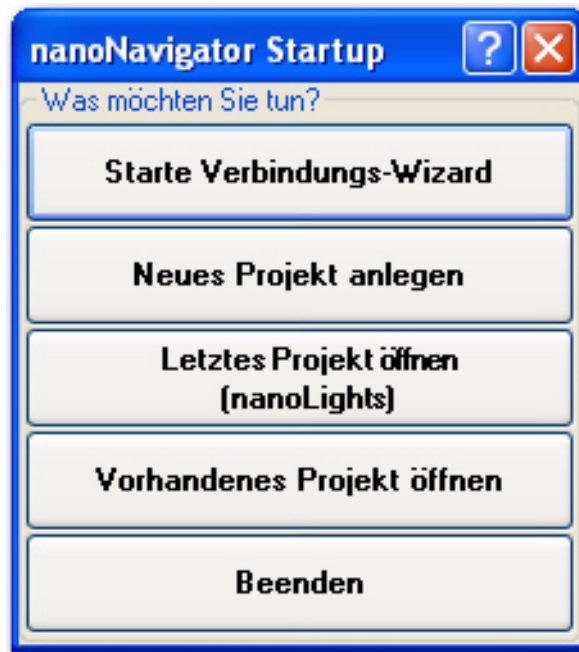 nanoNavigator Startup
Was möchten Sie tun?
Starte Verbindungs-Wizard
Neues Projekt anlegen
Letztes Projekt öffnen
(nanoLights)
Vorhandenes Projekt öffnen
Beenden